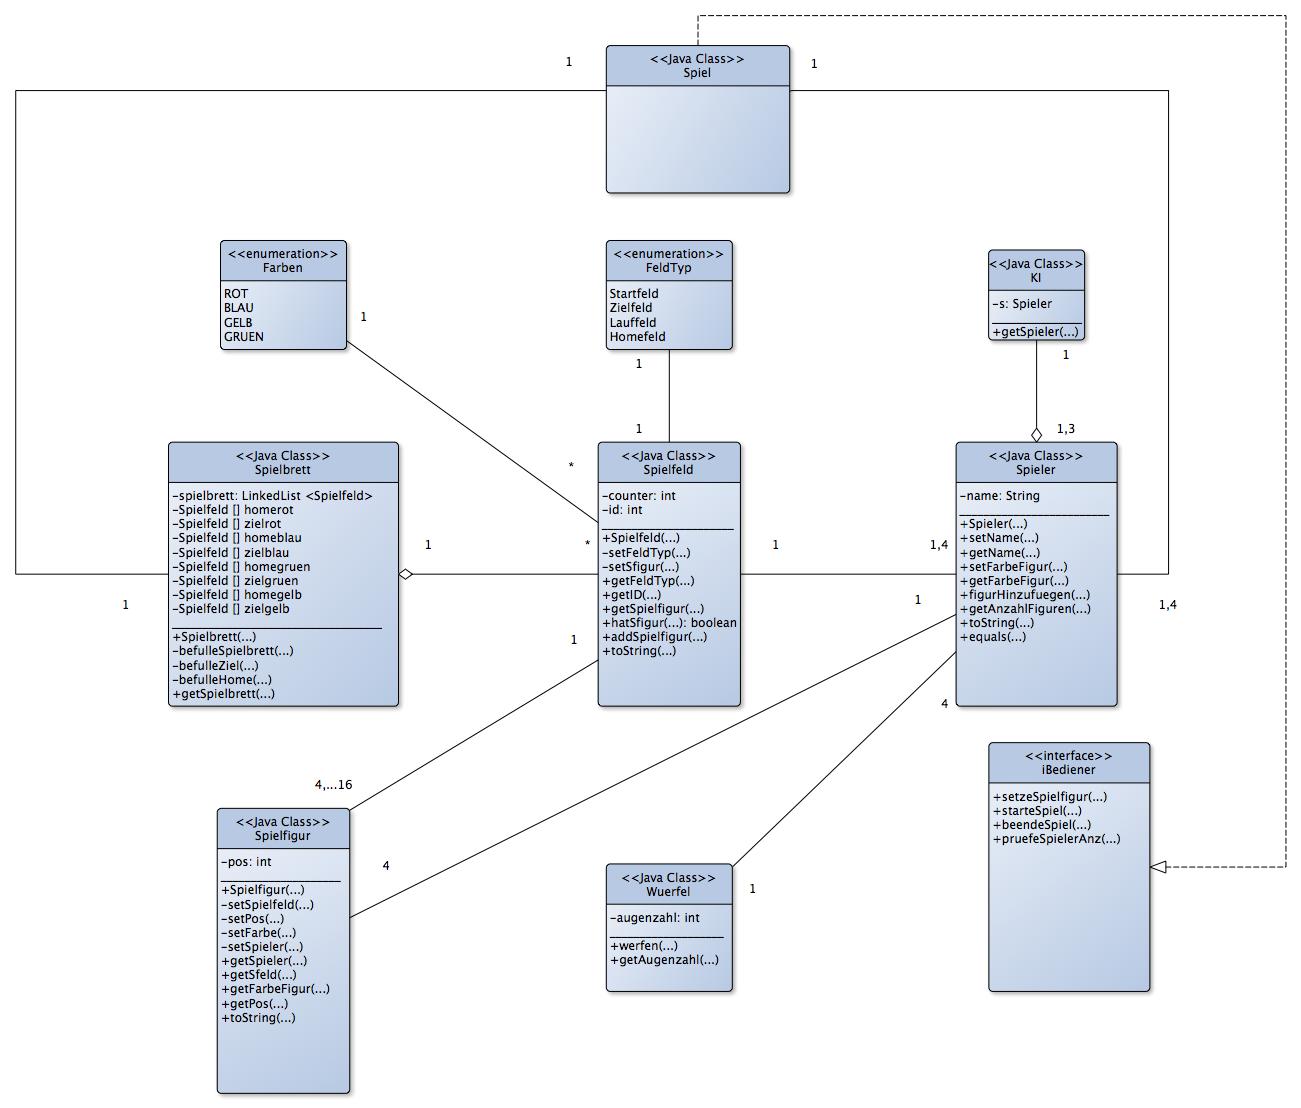 1
<<Java Class>>
Spiel
1
<<enumeration>>
Farben
ROT
BLAU
GELB
GRUEN
1
<<enumeration>>
FeldTyp
Startfeld
Zielfeld
Lauffeld
Homefeld
1
1
<<Java Class>>
KI
-s: Spieler
+getSpieler(...)
1
1,3
<<Java Class>>
Spielbrett
-spielbrett: LinkedList <Spielfeld>
-Spielfeld [] homerot
-Spielfeld [] zielrot
-Spielfeld [] homeblau
-Spielfeld [] zielblau
-Spielfeld [] homegruen
-Spielfeld [] zielgruen
-Spielfeld [] homegelb
-Spielfeld [] zielgelb
+Spielbrett(...)
-befulleSpielbrett(...)
-befulleZiel(...)
-befulleHome(...)
+getSpielbrett(...)
1
1
*
*
<<Java Class>>
Spielfeld
-counter: int
-id: int
+Spielfeld(...)
-setFeldTyp(...)
-setSfigur(...)
+getFeldTyp(...)
+getID(...)
+getSpielfigur(...)
+hatSfigur(...): boolean
+addSpielfigur(...)
+toString(...)
1
1
1,4
<<Java Class>>
Spieler
-name: String
+Spieler(...)
+setName(...)
+getName(...)
+setFarbeFigur(...)
+getFarbeFigur(...)
+figurHinzufuegen(...)
+getAnzahlFiguren(...)
+toString(...)
+equals(...)
1,4
1
4
4,...16
<<Java Class>>
Spielfigur
-pos: int
+Spielfigur(...)
-setSpielfeld(...)
-setPos(...)
-setFarbe(...)
-setSpieler(...)
+getSpieler(...)
+getSfeld(...)
+getFarbeFigur(...)
+getPos(...)
+toString(...)
4
<<Java Class>>
Wuerfel
-augenzahl: int
+werfen(...)
+getAugenzahl(...)
1
<<interface>>
iBediener
+setzeSpielfigur(...)
+starteSpiel(...)
+beendeSpiel(...)
+pruefeSpielerAnz(...)